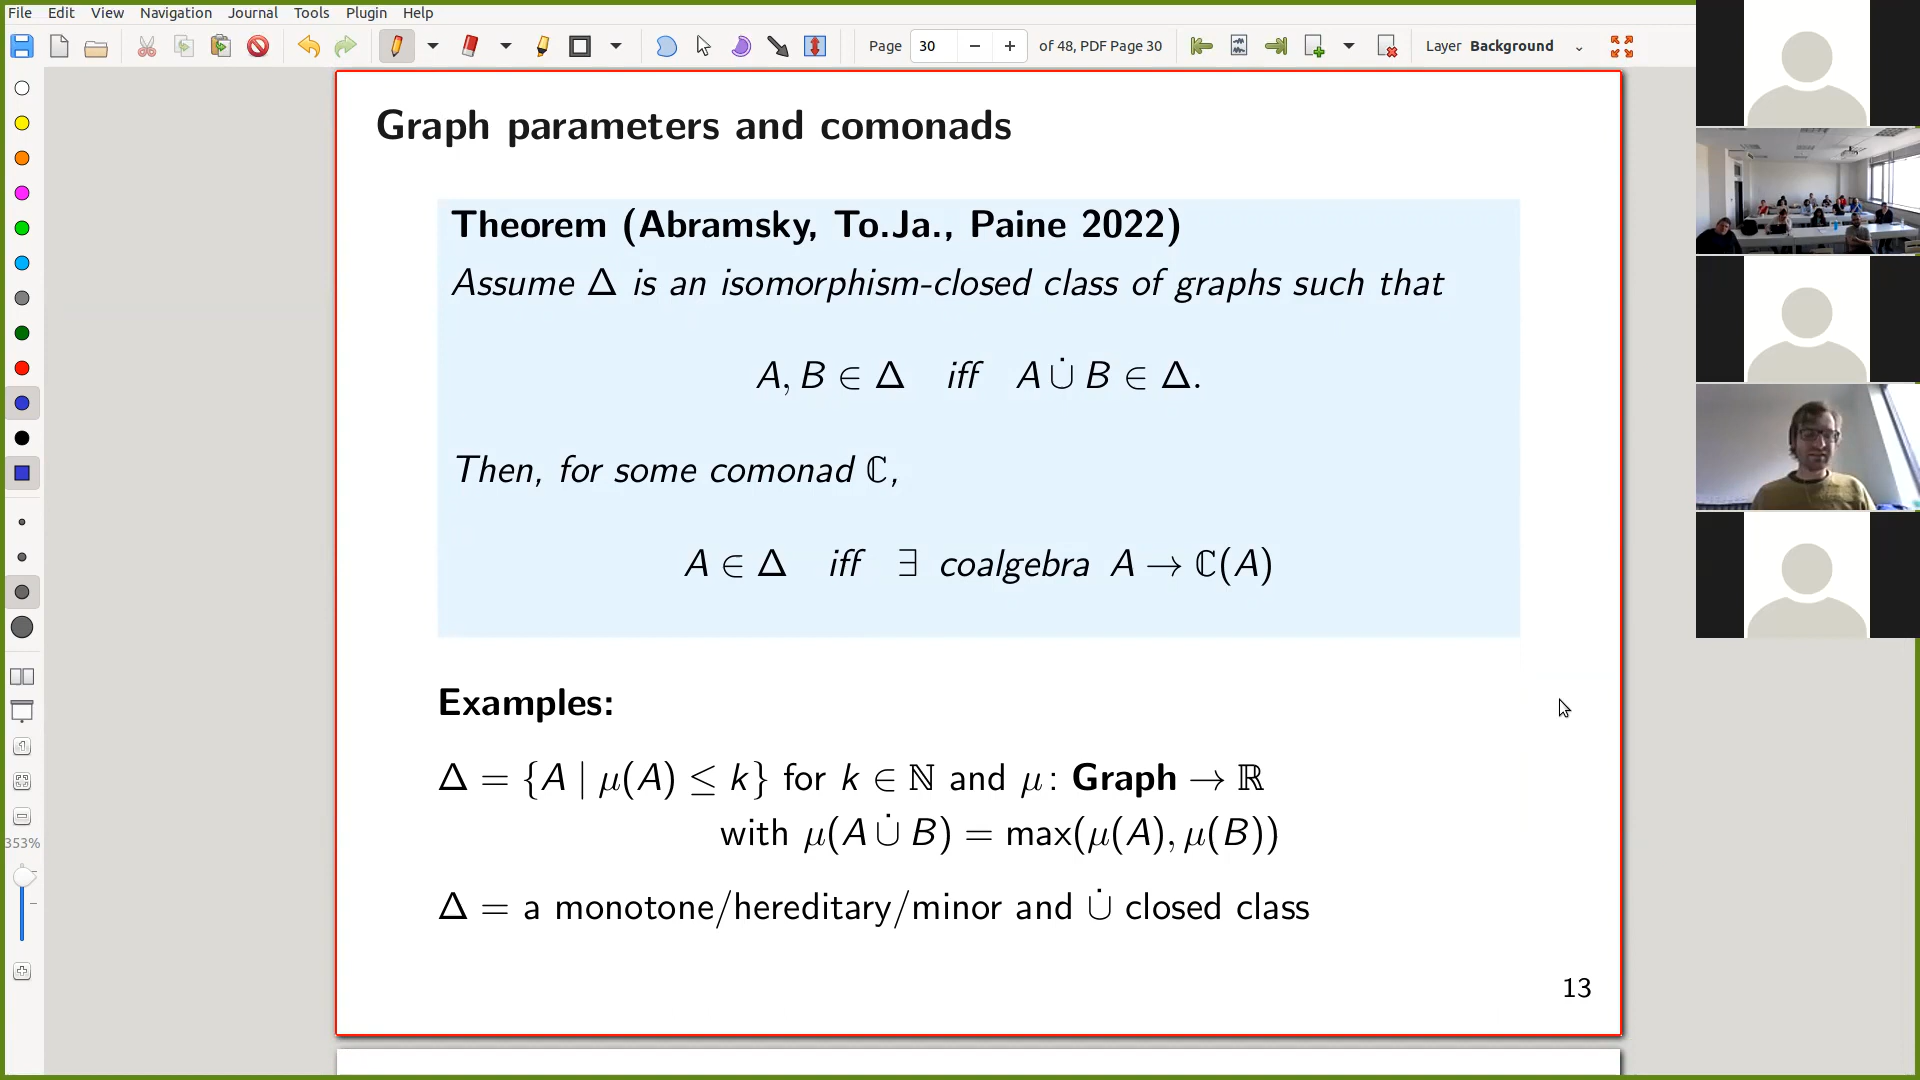 File Edit View Navigation Journal Tools Plugin Help
Page 30 − + of 48, PDF Page 30 Layer Background
Graph parameters and comonads
Theorem (Abramsky, To.Ja., Paine 2022)
Assume Δ is an isomorphism-closed class of graphs such that
A, B ∈ Δ iff A ∪̇ B ∈ Δ.
Then, for some comonad ℂ,
A ∈ Δ iff ∃ coalgebra A → ℂ(A)
Examples:
Δ = {A | μ(A) ≤ k} for k ∈ ℕ and μ: Graph → ℝ
with μ(A ∪̇ B) = max(μ(A), μ(B))
Δ = a monotone/hereditary/minor and ∪̇ closed class
13
353%